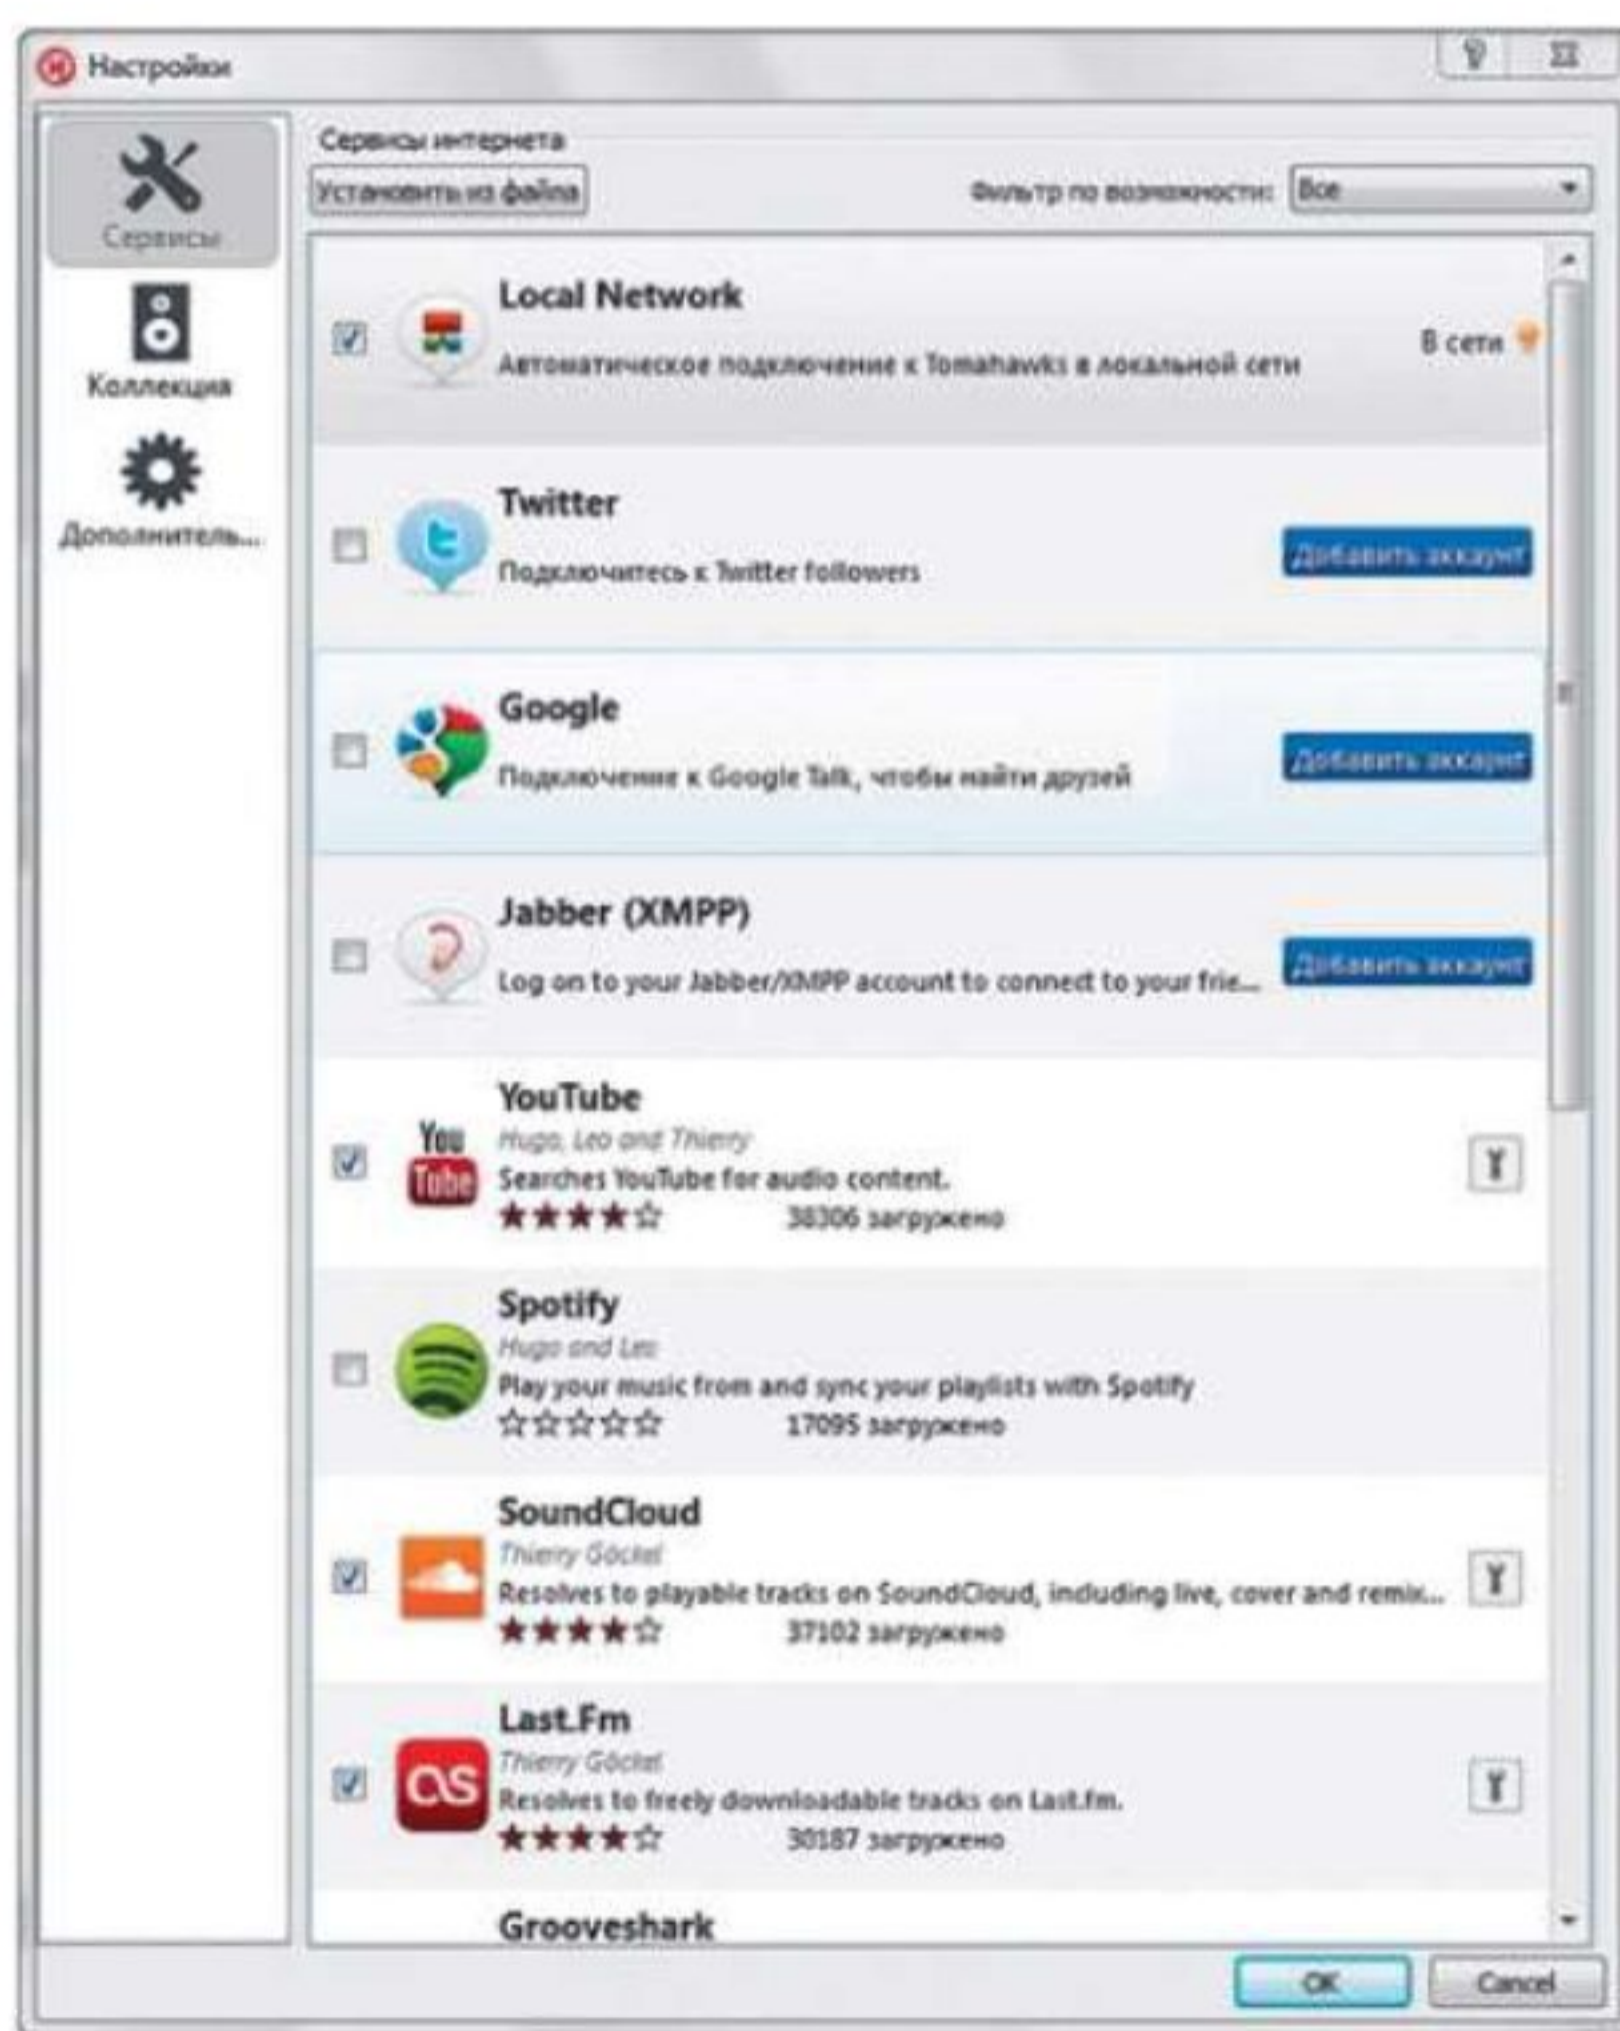 Настройки
Сервисы интернета
Установить из файла
Фильтр по возможности:
Все
Сервисы
Коллекция
Дополнитель...
Local Network
Автоматическое подключение к Tomahawks в локальной сети
В сети
Twitter
Подключитесь к Twitter followers
Добавить аккаунт
Google
Подключение к Google Talk, чтобы найти друзей
Добавить аккаунт
Jabber (XMPP)
Log on to your Jabber/XMPP account to connect to your frie...
Добавить аккаунт
You
Tube
YouTube
Hugo, Leo and Thierry
Searches YouTube for audio content.
38306 загружено
Spotify
Hugo and Leo
Play your music from and sync your playlists with Spotify
17095 загружено
SoundCloud
Thierry Göckel
Resolves to playable tracks on SoundCloud, including live, cover and remix...
37102 загружено
Last.Fm
Thierry Göckel
Resolves to freely downloadable tracks on Last.fm.
30187 загружено
Grooveshark
OK
Cancel